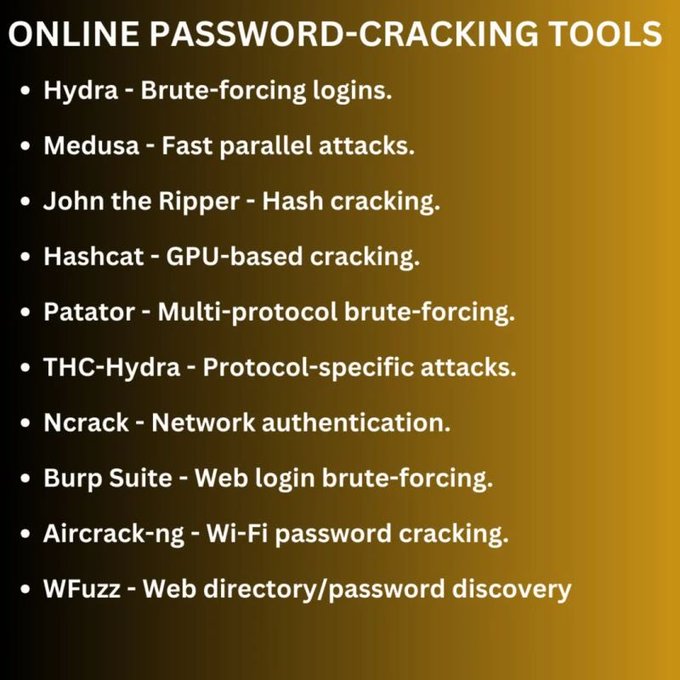 ONLINE PASSWORD-CRACKING TOOLS
• Hydra - Brute-forcing logins.
• Medusa - Fast parallel attacks.
• John the Ripper - Hash cracking.
• Hashcat - GPU-based cracking.
• Patator - Multi-protocol brute-forcing.
• THC-Hydra - Protocol-specific attacks.
• Ncrack - Network authentication.
• Burp Suite - Web login brute-forcing.
• Aircrack-ng - Wi-Fi password cracking.
• WFuzz - Web directory/password discovery